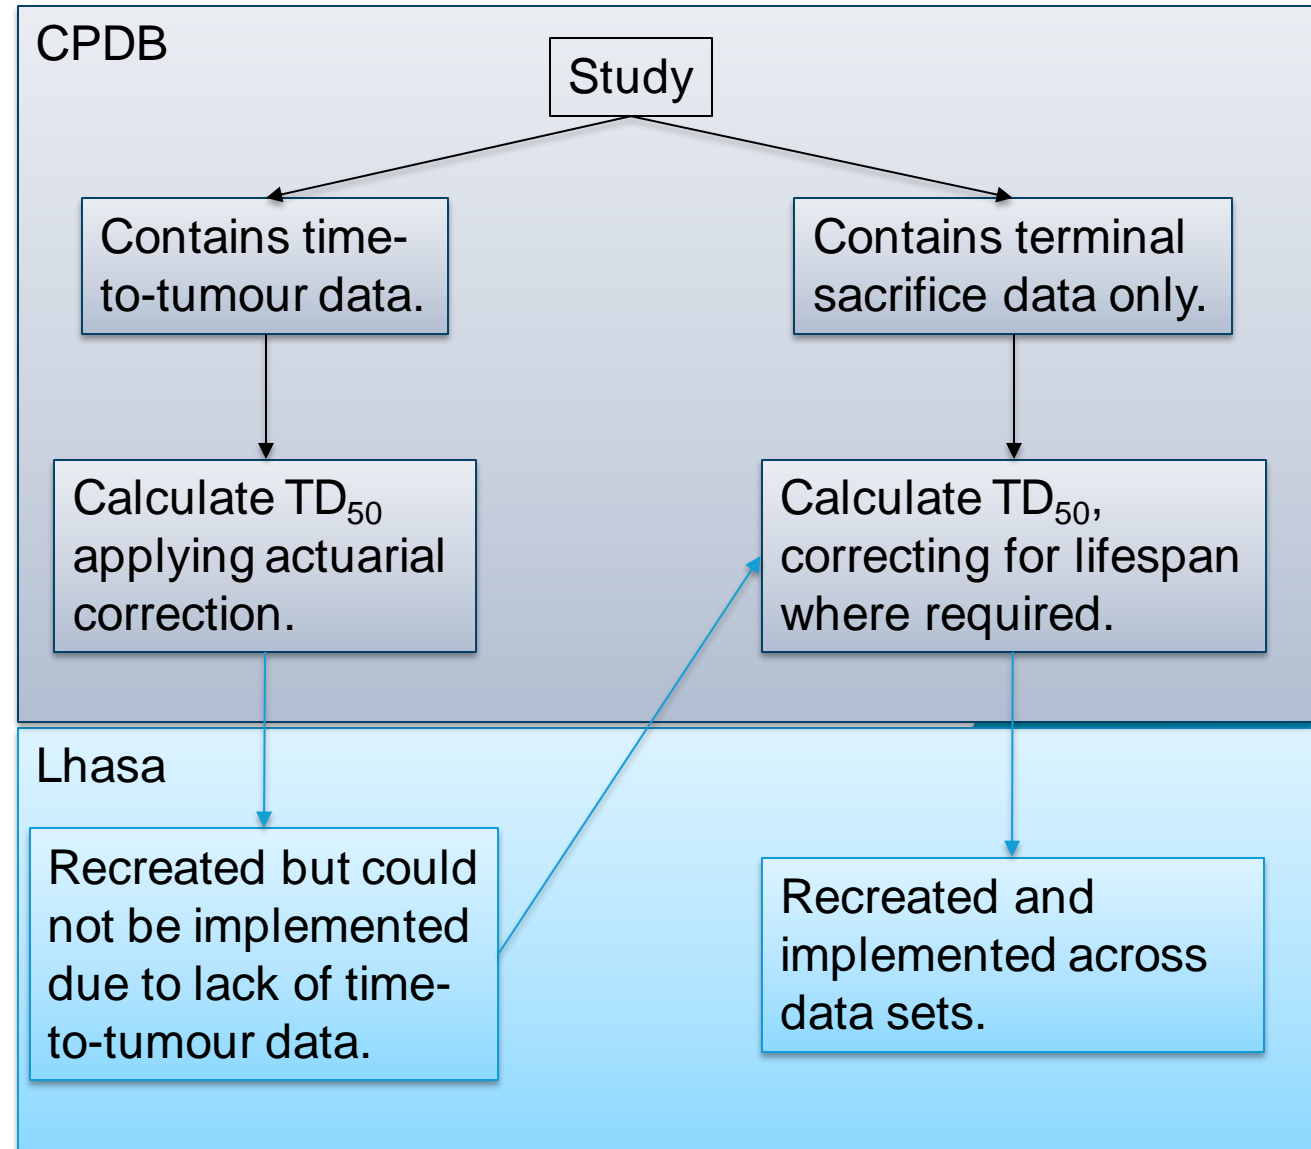 CPDB
Study
Contains time-
to-tumour data.
Contains terminal
sacrifice data only.
Calculate TD₅₀
applying actuarial
correction.
Calculate TD₅₀,
correcting for lifespan
where required.
Lhasa
Recreated but could
not be implemented
due to lack of time-
to-tumour data.
Recreated and
implemented across
data sets.